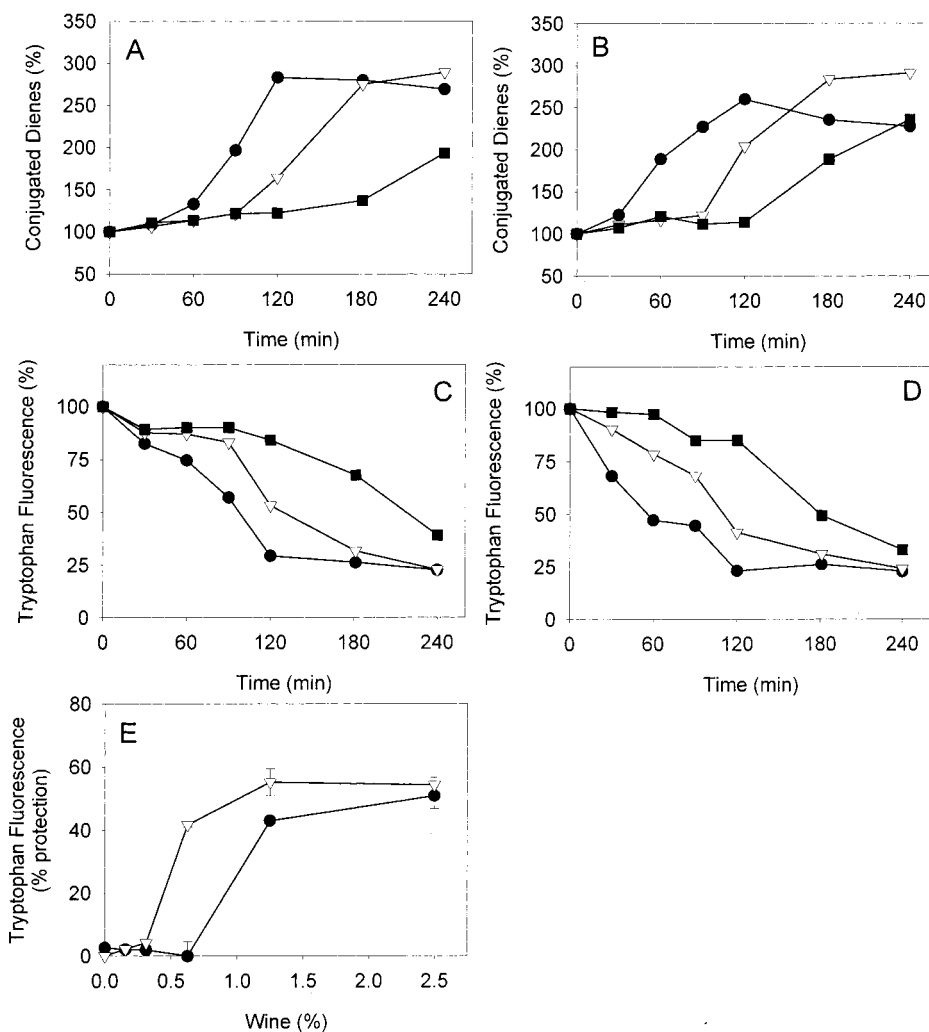 A
Conjugated Dienes (%)
350
300
250
200
150
100
50
0 60 120 180 240
Time (min)
B
Conjugated Dienes (%)
350
300
250
200
150
100
50
0 60 120 180 240
Time (min)
C
Tryptophan Fluorescence (%)
100
75
50
25
0
0 60 120 180 240
Time (min)
D
Tryptophan Fluorescence (%)
100
75
50
25
0
0 60 120 180 240
Time (min)
E
Tryptophan Fluorescence
(% protection)
80
60
40
20
0
0.0 0.5 1.0 1.5 2.0 2.5
Wine (%)